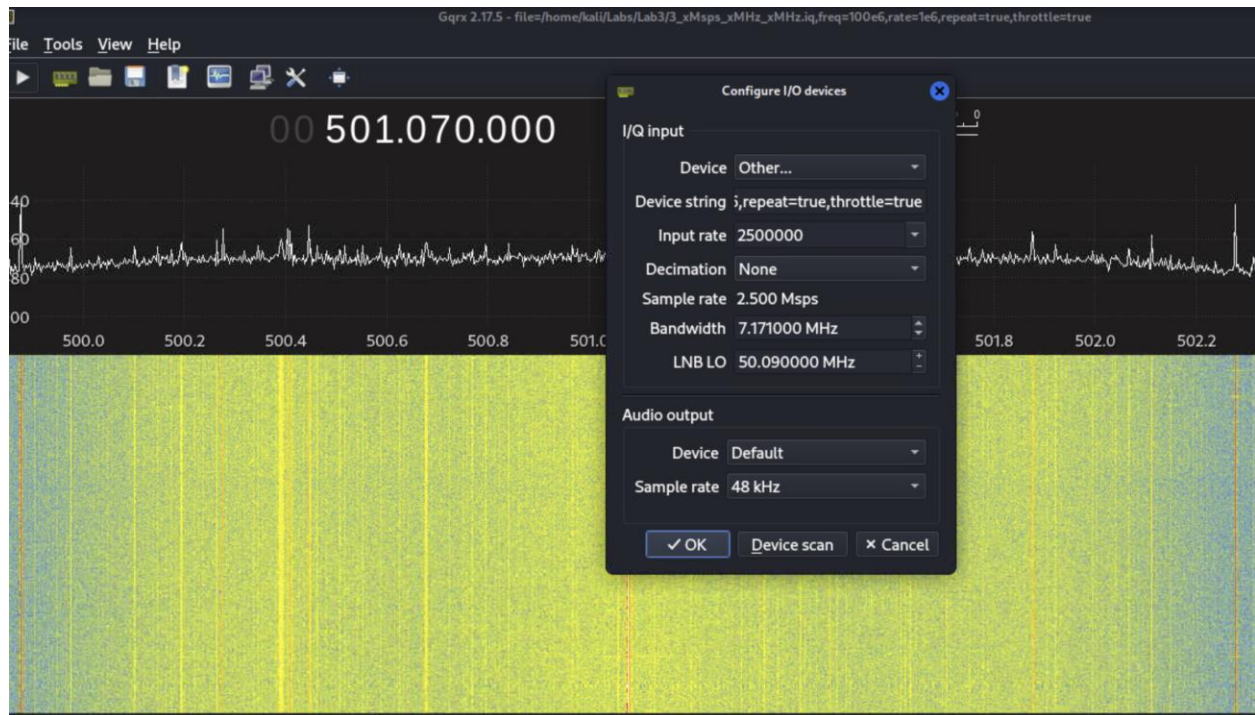 Gqrx 2.17.5 - file=/home/kali/Labs/Lab3/3_xMsps_xMHz_xMHz.iq,freq=100e6,rate=1e6,repeat=true,throttle=true
File Tools View Help
00 501.070.000
0
40
60
80
00
500.0 500.2 500.4 500.6 500.8 501.0 501.8 502.0 502.2
Configure I/O devices
I/Q input
Device Other...
Device string ,repeat=true,throttle=true
Input rate 2500000
Decimation None
Sample rate 2.500 Msps
Bandwidth 7.171000 MHz
LNB LO 50.090000 MHz
Audio output
Device Default
Sample rate 48 kHz
OK Device scan Cancel